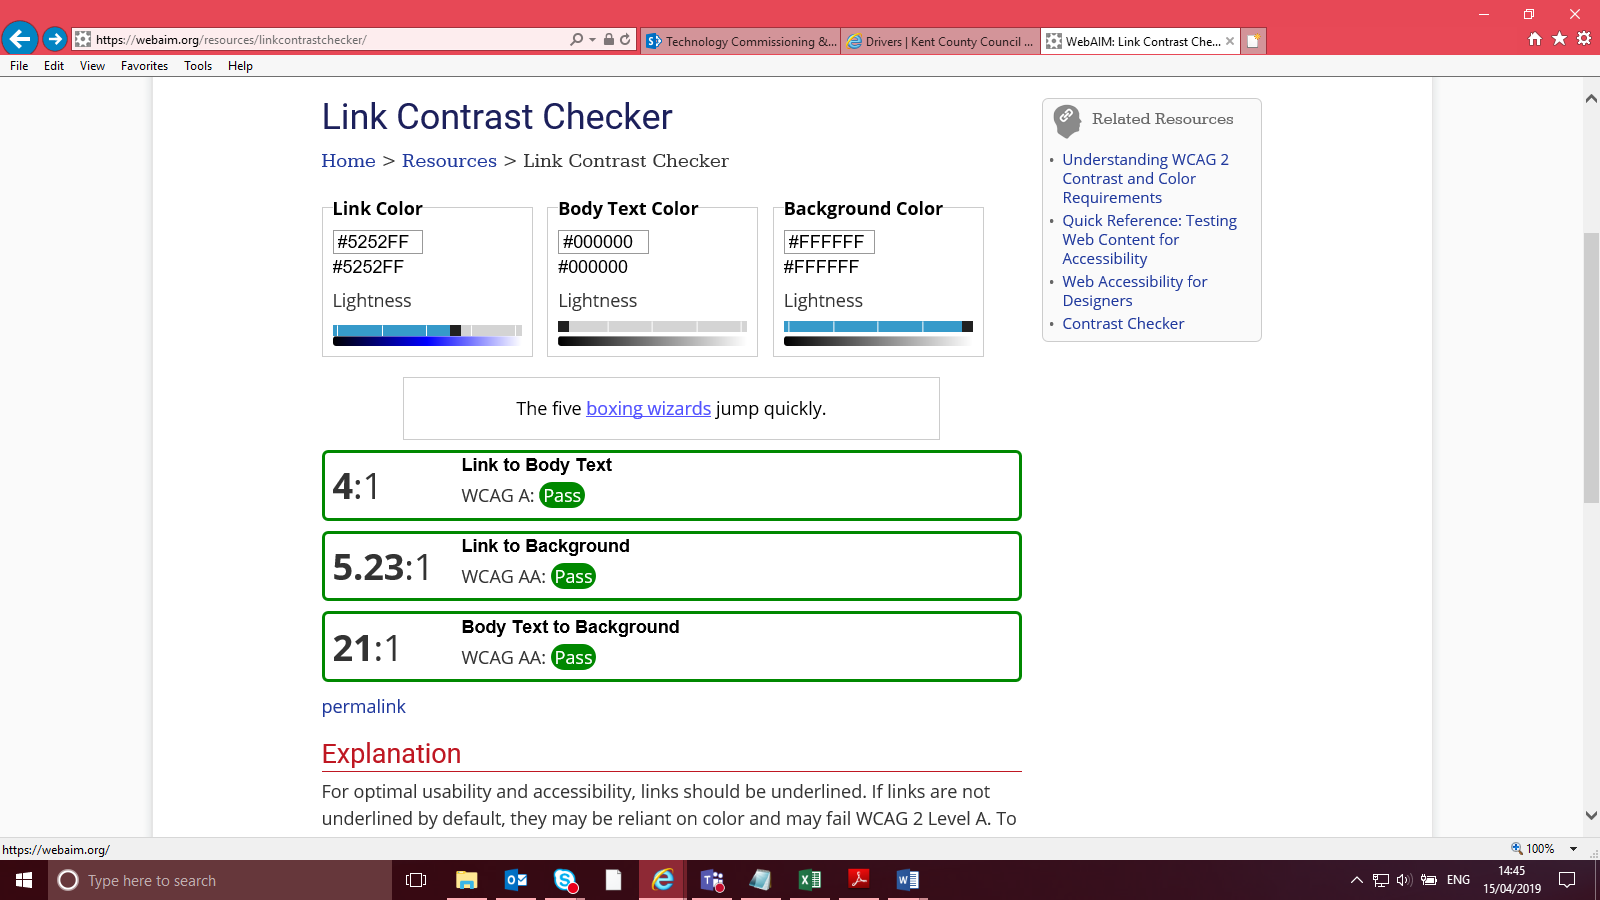 https://webaim.org/resources/linkcontrastchecker/
Technology Commissioning &...
Drivers | Kent County Council ...
WebAIM: Link Contrast Che...
File Edit View Favorites Tools Help
Link Contrast Checker
Home > Resources > Link Contrast Checker
Link Color
#5252FF
#5252FF
Lightness
Body Text Color
#000000
#000000
Lightness
Background Color
#FFFFFF
#FFFFFF
Lightness
The five boxing wizards jump quickly.
4:1
Link to Body Text
WCAG A: Pass
5.23:1
Link to Background
WCAG AA: Pass
21:1
Body Text to Background
WCAG AA: Pass
permalink
Explanation
For optimal usability and accessibility, links should be underlined. If links are not
underlined by default, they may be reliant on color and may fail WCAG 2 Level A. To
Related Resources
• Understanding WCAG 2
Contrast and Color
Requirements
• Quick Reference: Testing
Web Content for
Accessibility
• Web Accessibility for
Designers
• Contrast Checker
https://webaim.org/
100%
Type here to search
ENG
14:45
15/04/2019